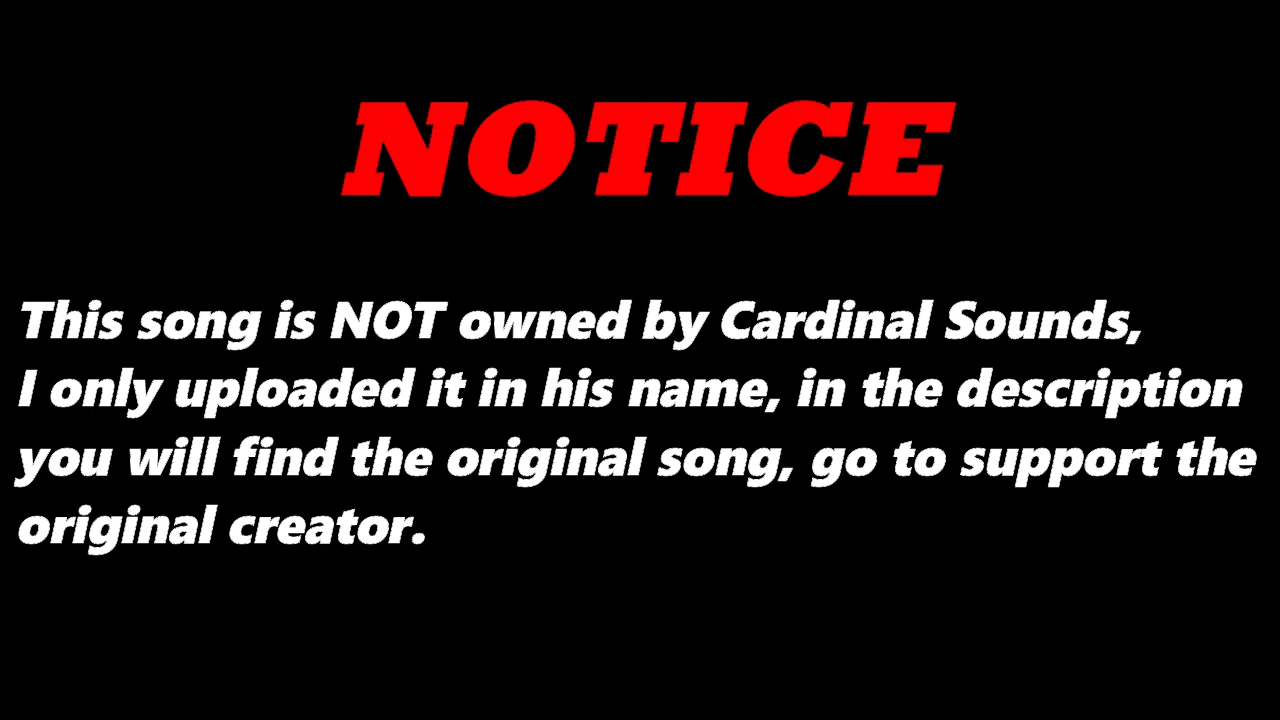 NOTICE
This song is NOT owned by Cardinal Sounds,
I only uploaded it in his name, in the description
you will find the original song, go to support the
original creator.